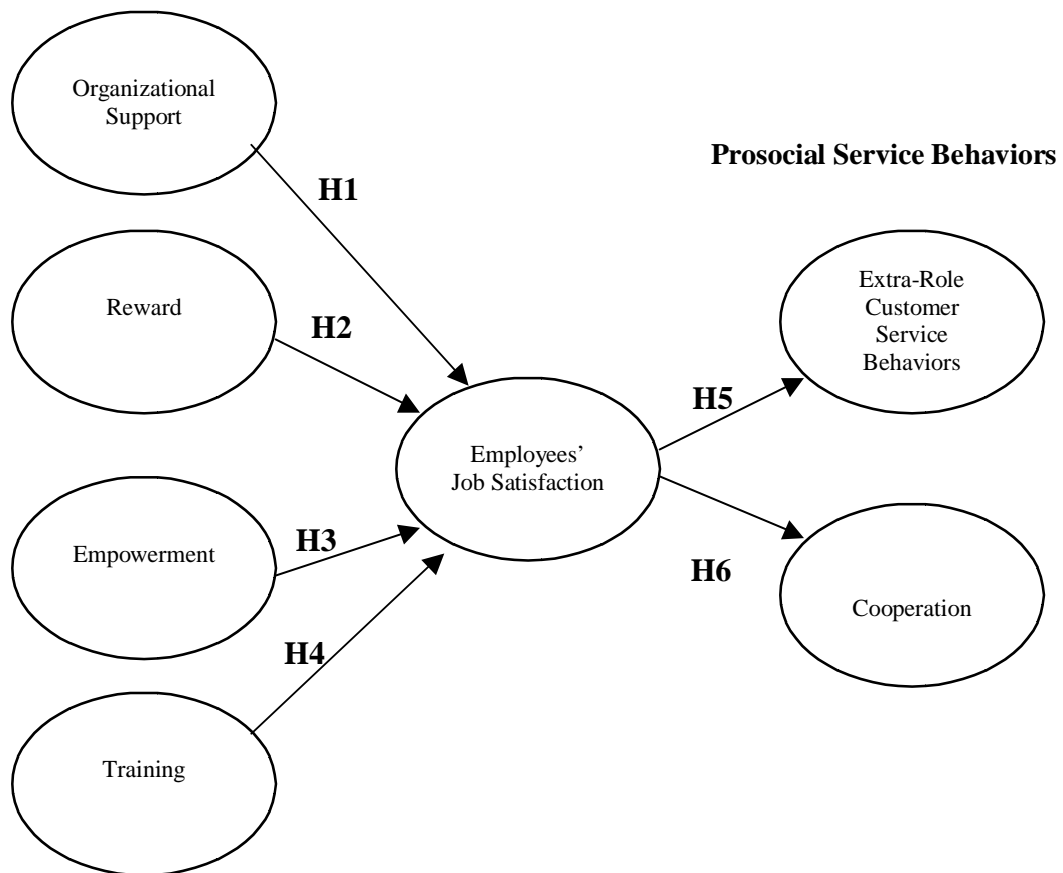 Organizational
Support
Prosocial Service Behaviors
H1
Reward
H2
Extra-Role
Customer
Service
Behaviors
H5
Employees’
Job Satisfaction
Empowerment
H3
H6
Cooperation
H4
Training